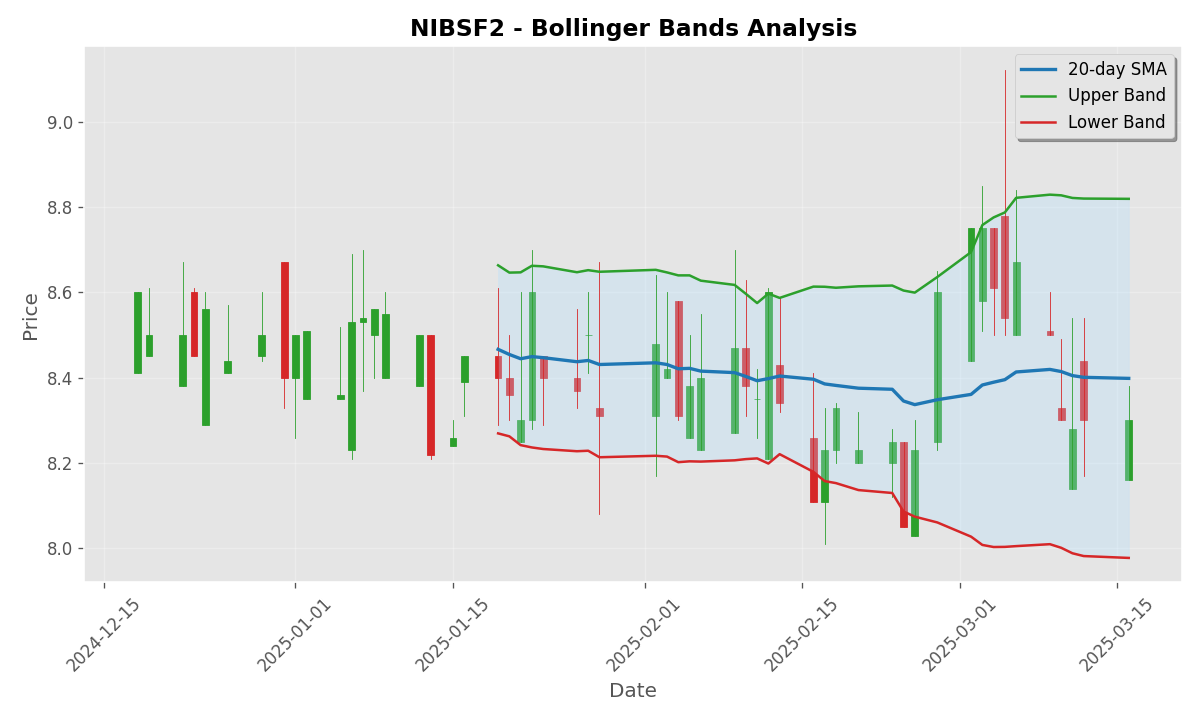 NIBSF2 - Bollinger Bands Analysis
20-day SMA
Upper Band
Lower Band
Price
9.0
8.8
8.6
8.4
8.2
8.0
2024-12-15
2025-01-01
2025-01-15
2025-02-01
2025-02-15
2025-03-01
2025-03-15
Date